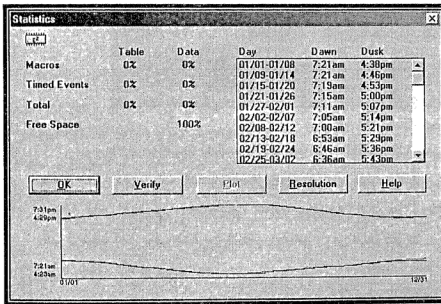 Statistics
Table Data
Macros 0% 0%
Timed Events 0% 0%
Total 0% 0%
Free Space 100%
Day Dawn Dusk
01/01-01/08 7:21am 4:38pm
01/09-01/14 7:21am 4:46pm
01/15-01/20 7:19am 4:53pm
01/21-01/26 7:15am 5:00pm
01/27-02/01 7:11am 5:07pm
02/02-02/07 7:05am 5:14pm
02/08-02/12 7:00am 5:21pm
02/13-02/18 6:53am 5:29pm
02/19-02/24 6:46am 5:36pm
02/25-03/02 6:36am 5:43pm
OK Verify Plot Resolution Help
7:31pm
4:29pm
7:21am
4:23am
01/01 12/31